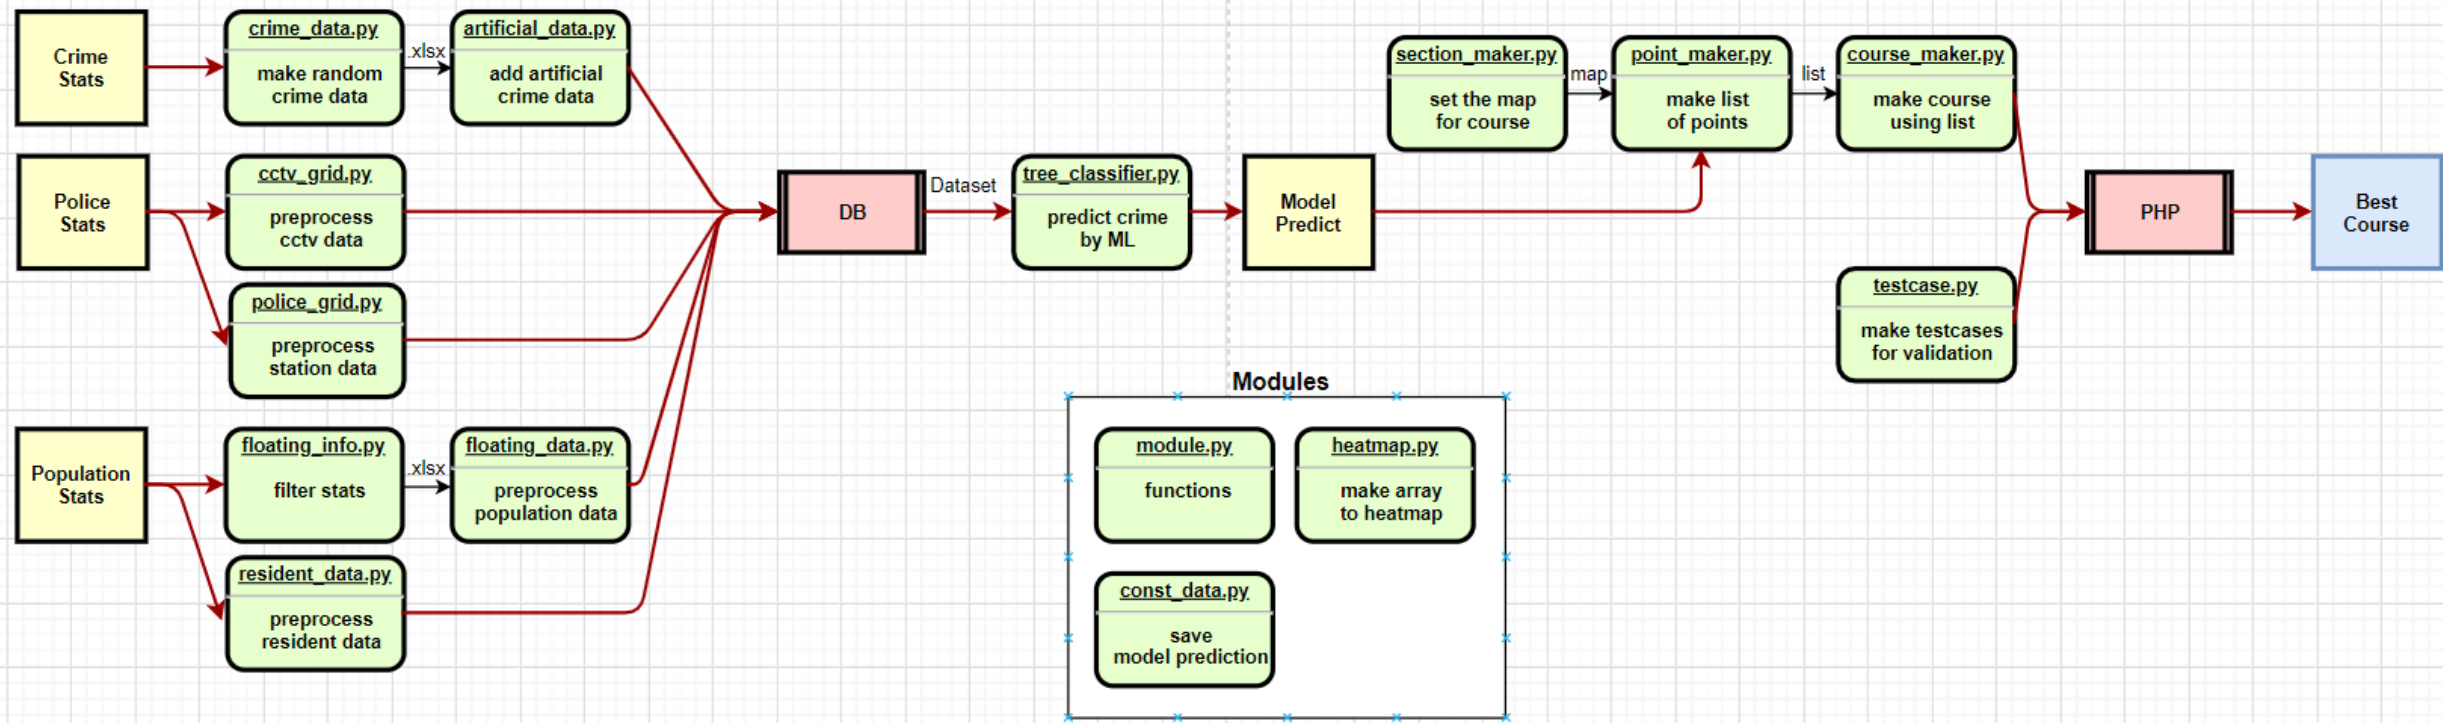 Crime
Stats
crime_data.py
make random
crime data
.xlsx
artificial_data.py
add artificial
crime data
Police
Stats
cctv_grid.py
preprocess
cctv data
police_grid.py
preprocess
station data
Population
Stats
floating_info.py
filter stats
.xlsx
floating_data.py
preprocess
population data
resident_data.py
preprocess
resident data
DB
Dataset
tree_classifier.py
predict crime
by ML
Model
Predict
section_maker.py
set the map
for course
map
point_maker.py
make list
of points
list
course_maker.py
make course
using list
testcase.py
make testcases
for validation
PHP
Best
Course
Modules
module.py
functions
heatmap.py
make array
to heatmap
const_data.py
save
model prediction